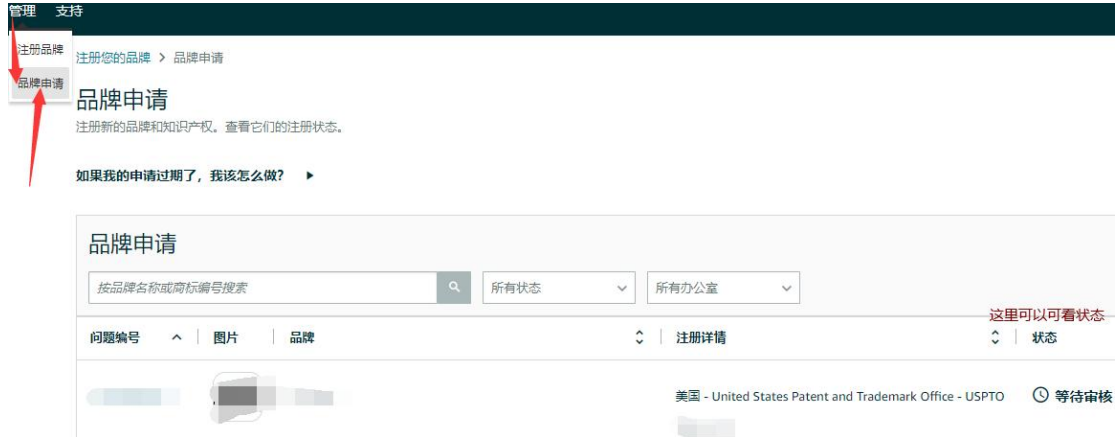 管理 支持
注册品牌
品牌申请
注册您的品牌 > 品牌申请
品牌申请
注册新的品牌和知识产权。查看它们的注册状态。
如果我的申请过期了，我该怎么做？
品牌申请
按品牌名称或商标编号搜索
所有状态
所有办公室
这里可以可看状态
问题编号 图片 品牌 注册详情 状态
美国 - United States Patent and Trademark Office - USPTO 等待审核